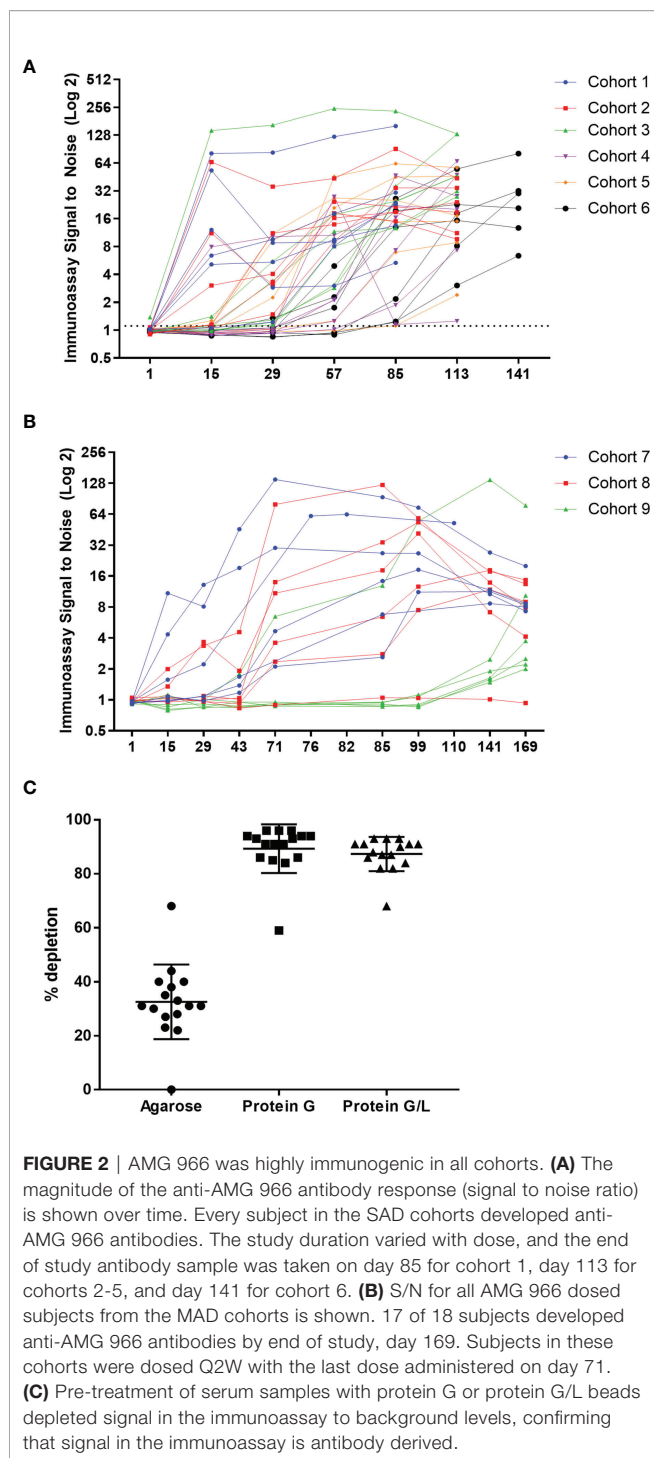 A
Immunoassay Signal to Noise (Log 2)
512
256
128
64
32
16
8
4
2
1
0.5
1 15 29 57 85 113 141
Cohort 1
Cohort 2
Cohort 3
Cohort 4
Cohort 5
Cohort 6
B
Immunoassay Signal to Noise (Log 2)
256
128
64
32
16
8
4
2
1
0.5
1 15 29 43 71 76 82 85 99 110 141 169
Cohort 7
Cohort 8
Cohort 9
C
% depletion
100
80
60
40
20
0
Agarose Protein G Protein G/L
FIGURE 2 | AMG 966 was highly immunogenic in all cohorts. (A) The
magnitude of the anti-AMG 966 antibody response (signal to noise ratio)
is shown over time. Every subject in the SAD cohorts developed anti-
AMG 966 antibodies. The study duration varied with dose, and the end
of study antibody sample was taken on day 85 for cohort 1, day 113 for
cohorts 2-5, and day 141 for cohort 6. (B) S/N for all AMG 966 dosed
subjects from the MAD cohorts is shown. 17 of 18 subjects developed
anti-AMG 966 antibodies by end of study, day 169. Subjects in these
cohorts were dosed Q2W with the last dose administered on day 71.
(C) Pre-treatment of serum samples with protein G or protein G/L beads
depleted signal in the immunoassay to background levels, confirming
that signal in the immunoassay is antibody derived.